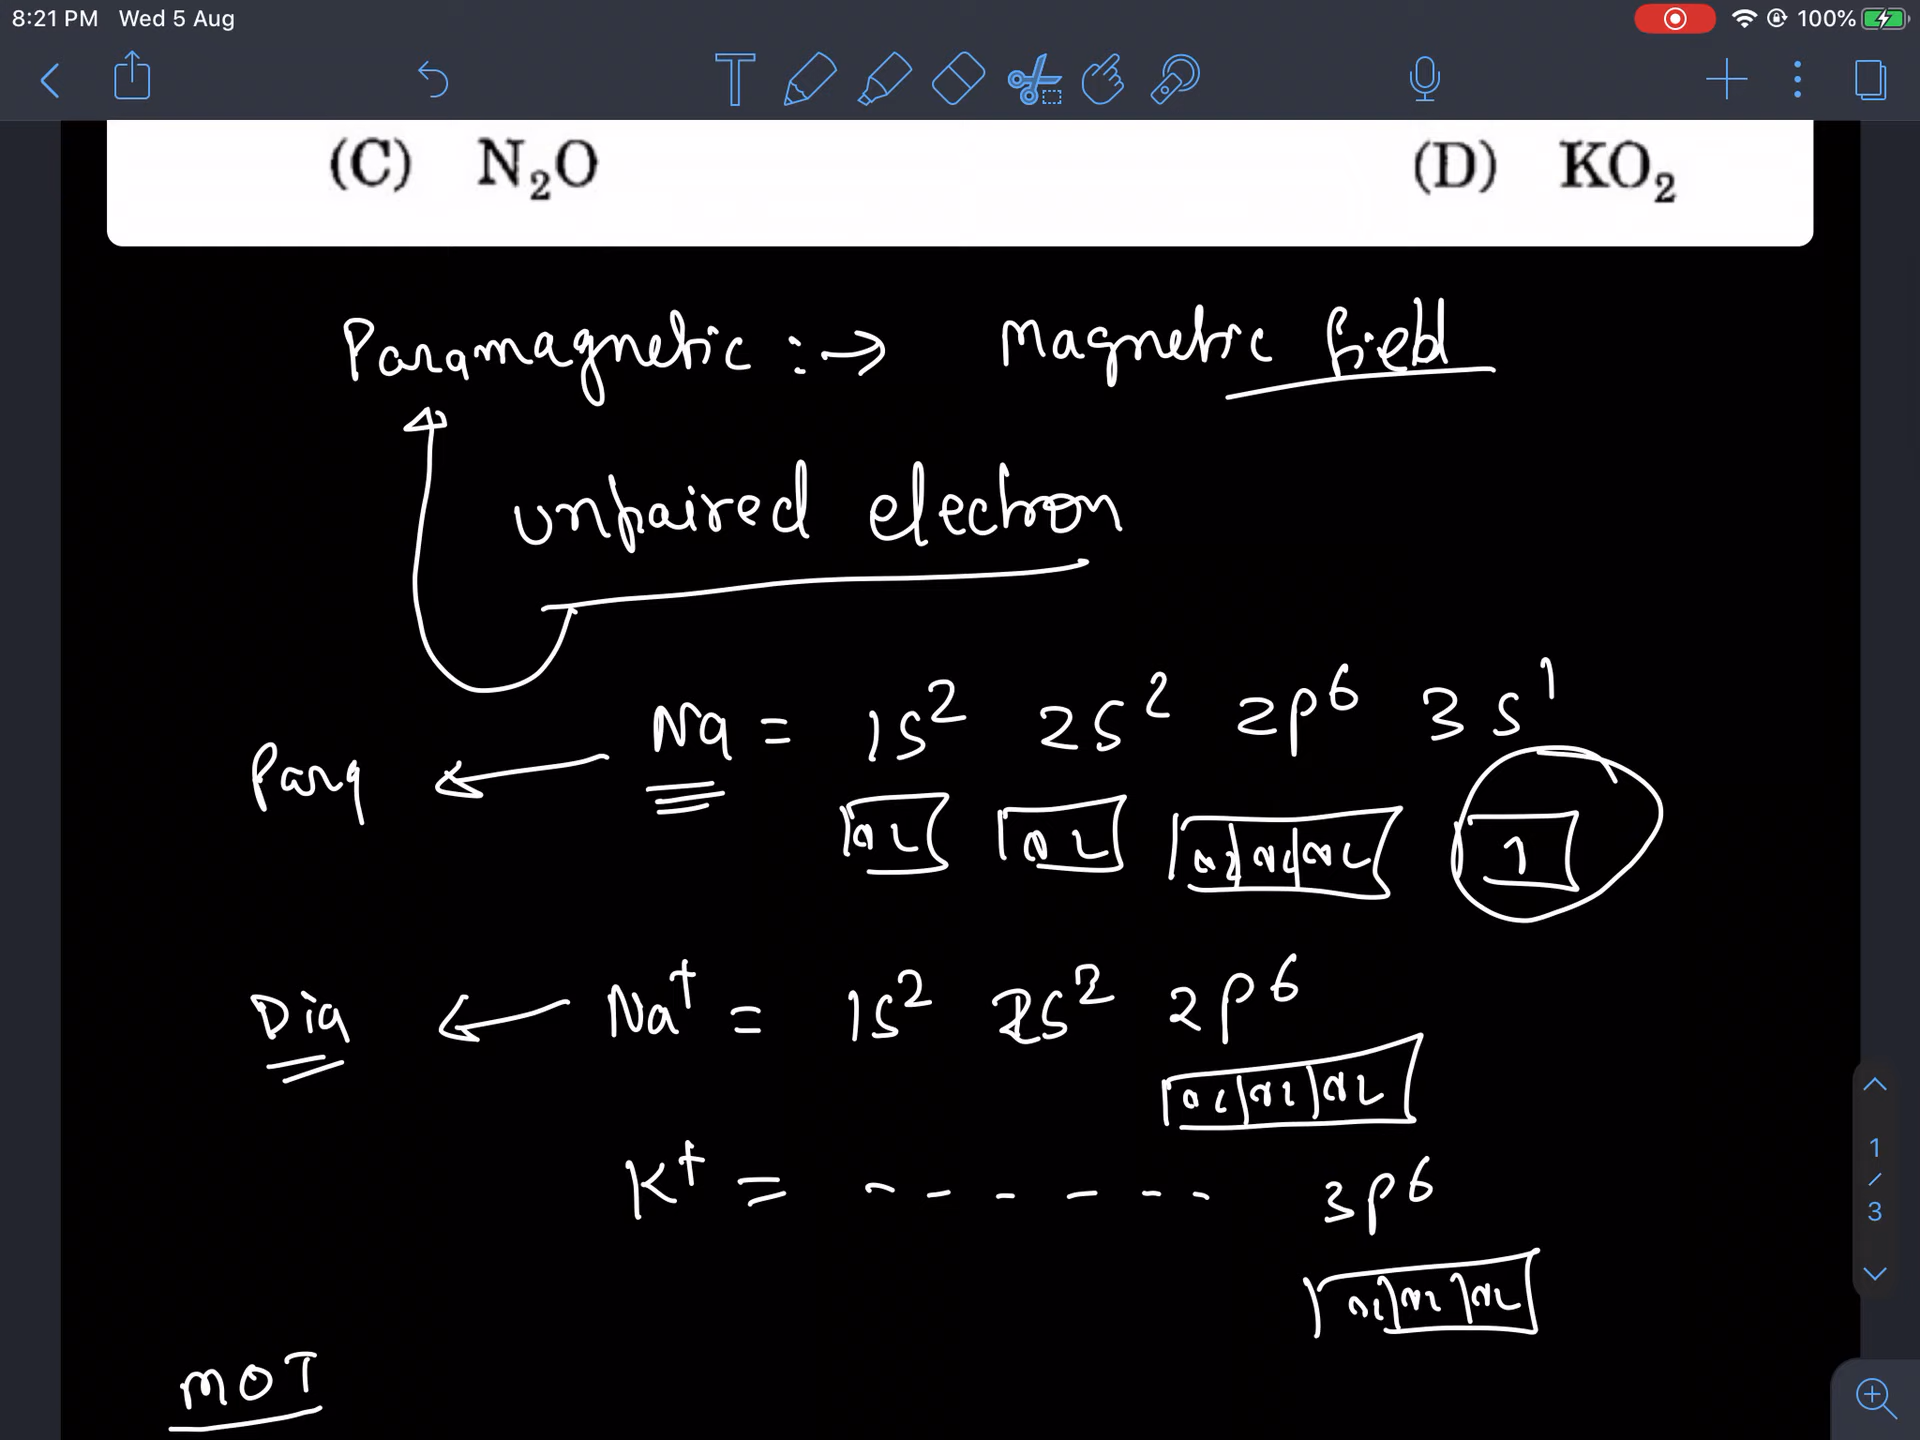 8:21 PM Wed 5 Aug 100%
(C) N₂O (D) KO₂
Paramagnetic :→ Magnetic field
unpaired electron
Para ← Na = 1s² 2s² 2p⁶ 3s¹
1
Dia ← Na⁺ = 1s² 2s² 2p⁶
K⁺ = - - - - - - 3p⁶
MOT
1
/
3